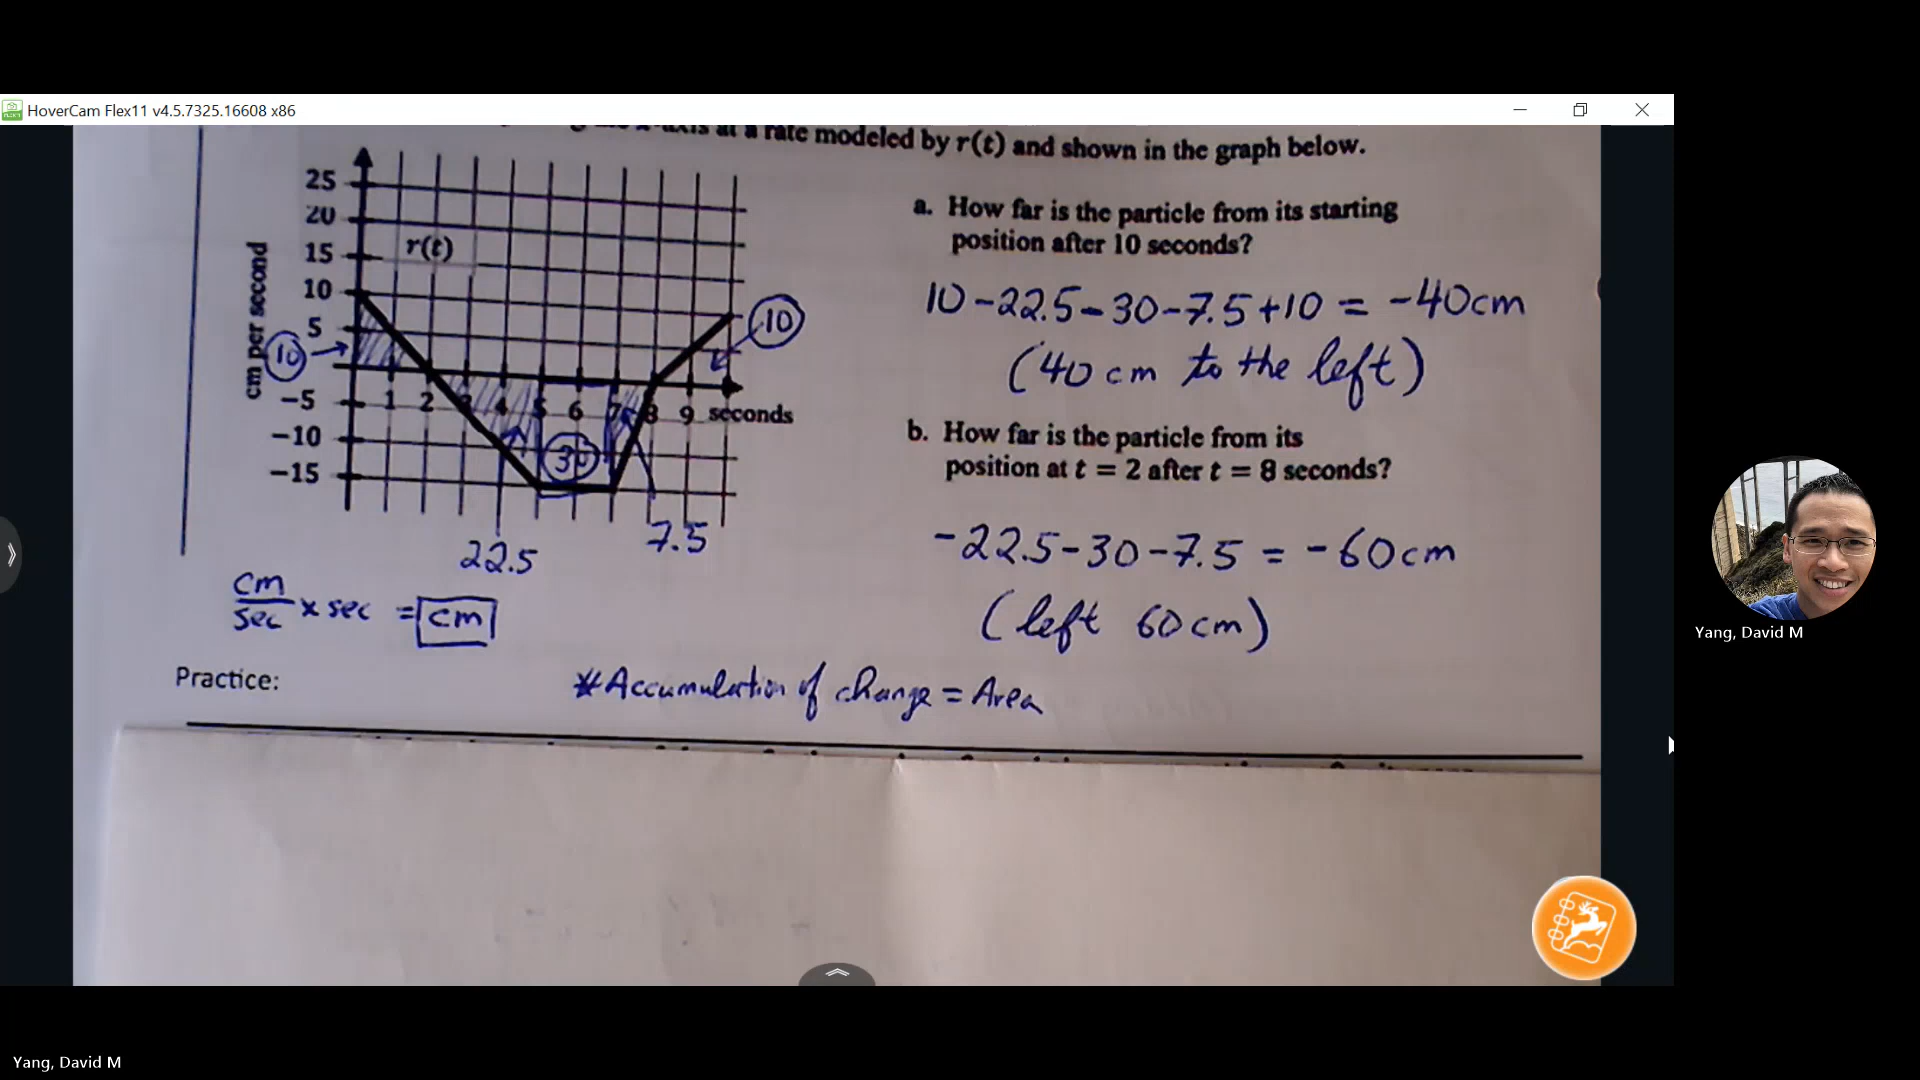 HoverCam Flex11 v4.5.7325.16608 x86
at a rate modeled by r(t) and shown in the graph below.
25
20
15
10
5
-5
-10
-15
r(t)
cm per second
10
10
1 2 3 4 5 6 7 8 9 seconds
30
22.5
7.5
cm/sec x sec = cm
a. How far is the particle from its starting
position after 10 seconds?
10 - 22.5 - 30 - 7.5 + 10 = -40cm
(40 cm to the left)
b. How far is the particle from its
position at t = 2 after t = 8 seconds?
-22.5 - 30 - 7.5 = -60cm
(left 60cm)
Practice:
*Accumulation of change = Area
Yang, David M
Yang, David M